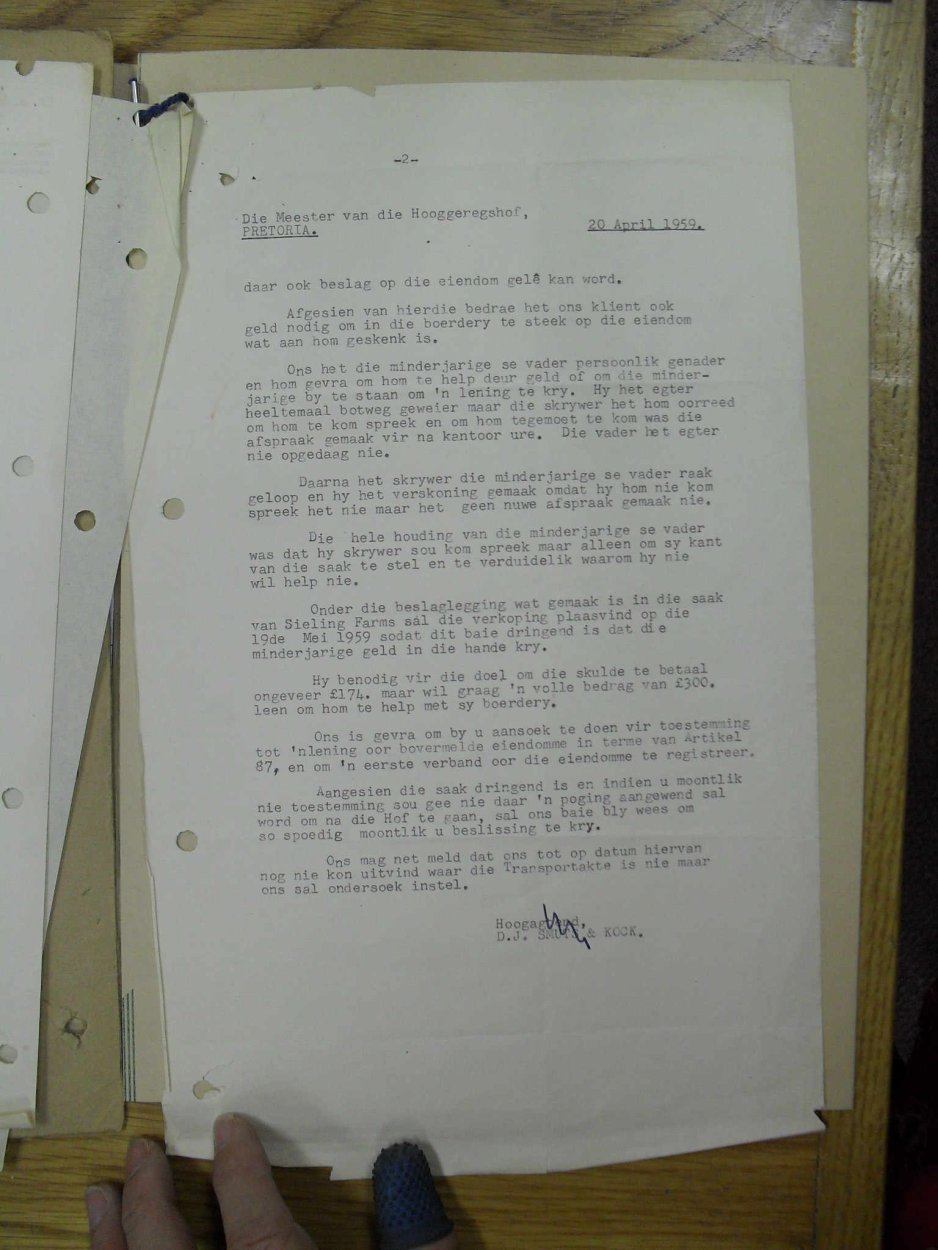 -2-
Die Meester van die Hooggeregshof,
PRETORIA.
20 April 1959.
daar ook beslag op die eiendom gelê kan word.
Afgesien van hierdie bedrae het ons klient ook
geld nodig om in die boerdery te steek op die eiendom
wat aan hom geskenk is.
Ons het die minderjarige se vader persoonlik genader
en hom gevra om hom te help deur geld of om die minder-
jarige by te staan om 'n lening te kry. Hy het egter
heeltemaal botweg geweier maar die skrywer het hom oorreed
om hom te kom spreek en om hom tegemoet te kom was die
afspraak gemaak vir na kantoor ure. Die vader het egter
nie opgedaag nie.
Daarna het skrywer die minderjarige se vader raak
geloop en hy het verskoning gemaak omdat hy hom nie kom
spreek het nie maar het geen nuwe afspraak gemaak nie.
Die hele houding van die minderjarige se vader
was dat hy skrywer sou kom spreek maar alleen om sy kant
van die saak te stel en te verduidelik waarom hy nie
wil help nie.
Onder die beslaglegging wat gemaak is in die saak
van Sieling Farms sal die verkoping plaasvind op die
19de Mei 1959 sodat dit baie dringend is dat die
minderjarige geld in die hande kry.
Hy benodig vir die doel om die skulde te betaal
ongeveer £174. maar wil graag 'n volle bedrag van £300.
leen om hom te help met sy boerdery.
Ons is gevra om by u aansoek te doen vir toestemming
tot 'nlening oor bovermelde eiendomme in terme van Artikel
87, en om 'n eerste verband oor die eiendomme te registreer.
Aangesien die saak dringend is en indien u moontlik
nie toestemming sou gee nie daar 'n poging aangewend sal
word om na die Hof te gaan, sal ons baie bly wees om
so spoedig moontlik u beslissing te kry.
Ons mag net meld dat ons tot op datum hiervan
nog nie kon uitvind waar die Transportakte is nie maar
ons sal ondersoek instel.
Hoogagtend,
D.J. SMUTS & KOCK.